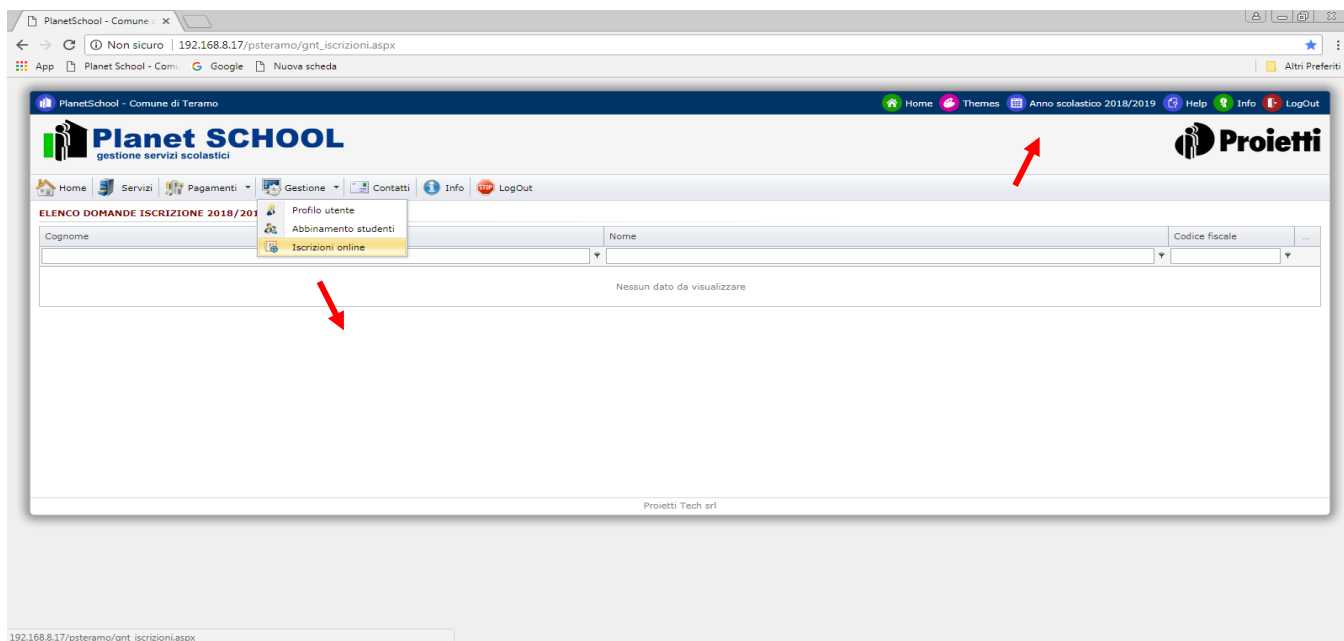 PlanetSchool - Comune
Non sicuro | 192.168.8.17/psteramo/gnt_iscrizioni.aspx
App Planet School - Com Google Nuova scheda Altri Preferiti
PlanetSchool - Comune di Teramo Home Themes Anno scolastico 2018/2019 Help Info LogOut
Planet SCHOOL
gestione servizi scolastici
Proietti
Home Servizi Pagamenti Gestione Contatti Info LogOut
Profilo utente
Abbinamento studenti
Iscrizioni online
ELENCO DOMANDE ISCRIZIONE 2018/201
Cognome Nome Codice fiscale ...
Nessun dato da visualizzare
Proietti Tech srl
192.168.8.17/psteramo/gnt_iscrizioni.aspx